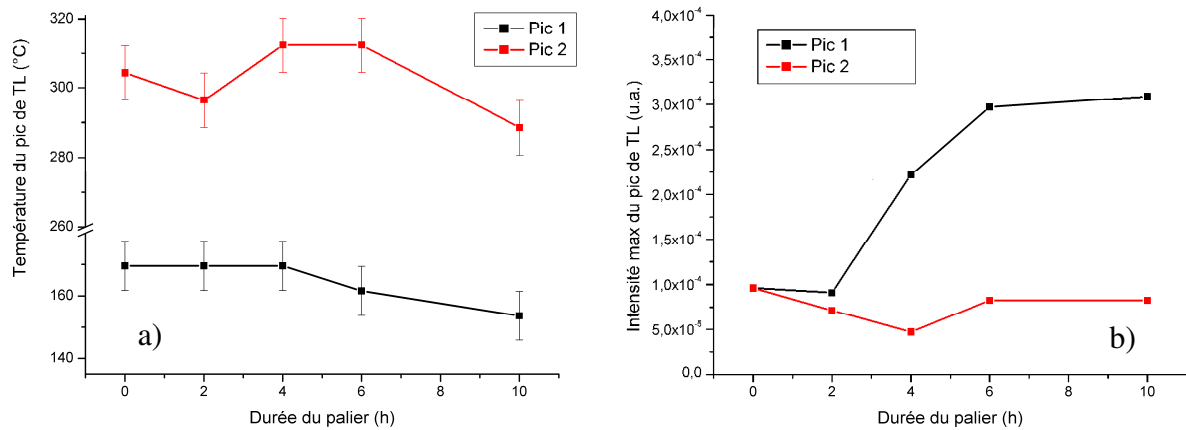 320
300
280
260
160
140
Température du pic de TL (°C)
Pic 1
Pic 2
a)
0
2
4
6
8
10
Durée du palier (h)
4,0x10⁻⁴
3,5x10⁻⁴
3,0x10⁻⁴
2,5x10⁻⁴
2,0x10⁻⁴
1,5x10⁻⁴
1,0x10⁻⁴
5,0x10⁻⁵
0,0
Intensité max du pic de TL (u.a.)
Pic 1
Pic 2
b)
0
2
4
6
8
10
Durée du palier (h)